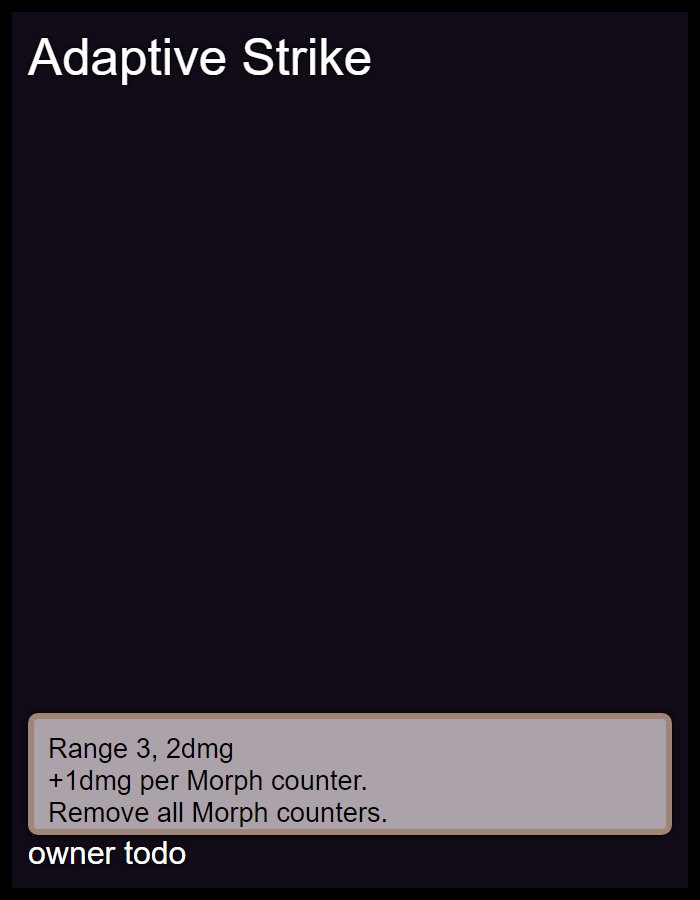 Adaptive Strike
Range 3, 2dmg
+1dmg per Morph counter.
Remove all Morph counters.
owner todo